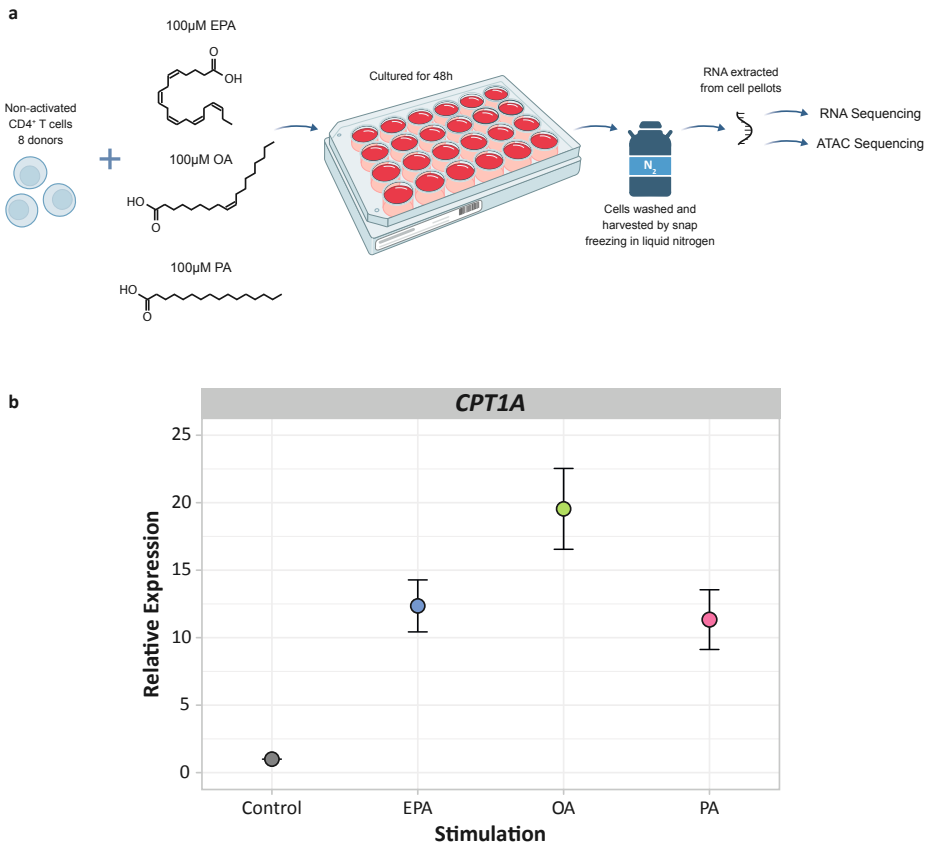 a
100µM EPA
O
OH
Non-activated
CD4⁺ T cells
8 donors
100µM OA
HO
O
100µM PA
HO
O
Cultured for 48h
N₂
Cells washed and
harvested by snap
freezing in liquid nitrogen
RNA extracted
from cell pellots
RNA Sequencing
ATAC Sequencing
b
CPT1A
Relative Expression
25
20
15
10
5
0
Control EPA OA PA
Stimulation